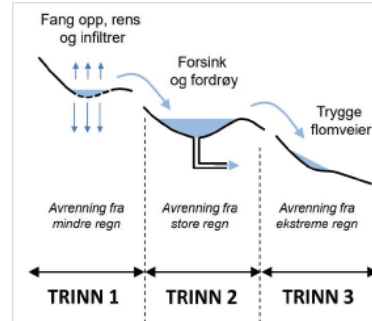 Fang opp, rens
og infiltrer
Forsink
og fordrøy
Trygge
flomveier
Avrenning fra
mindre regn
Avrenning fra
store regn
Avrenning fra
ekstreme regn
TRINN 1
TRINN 2
TRINN 3